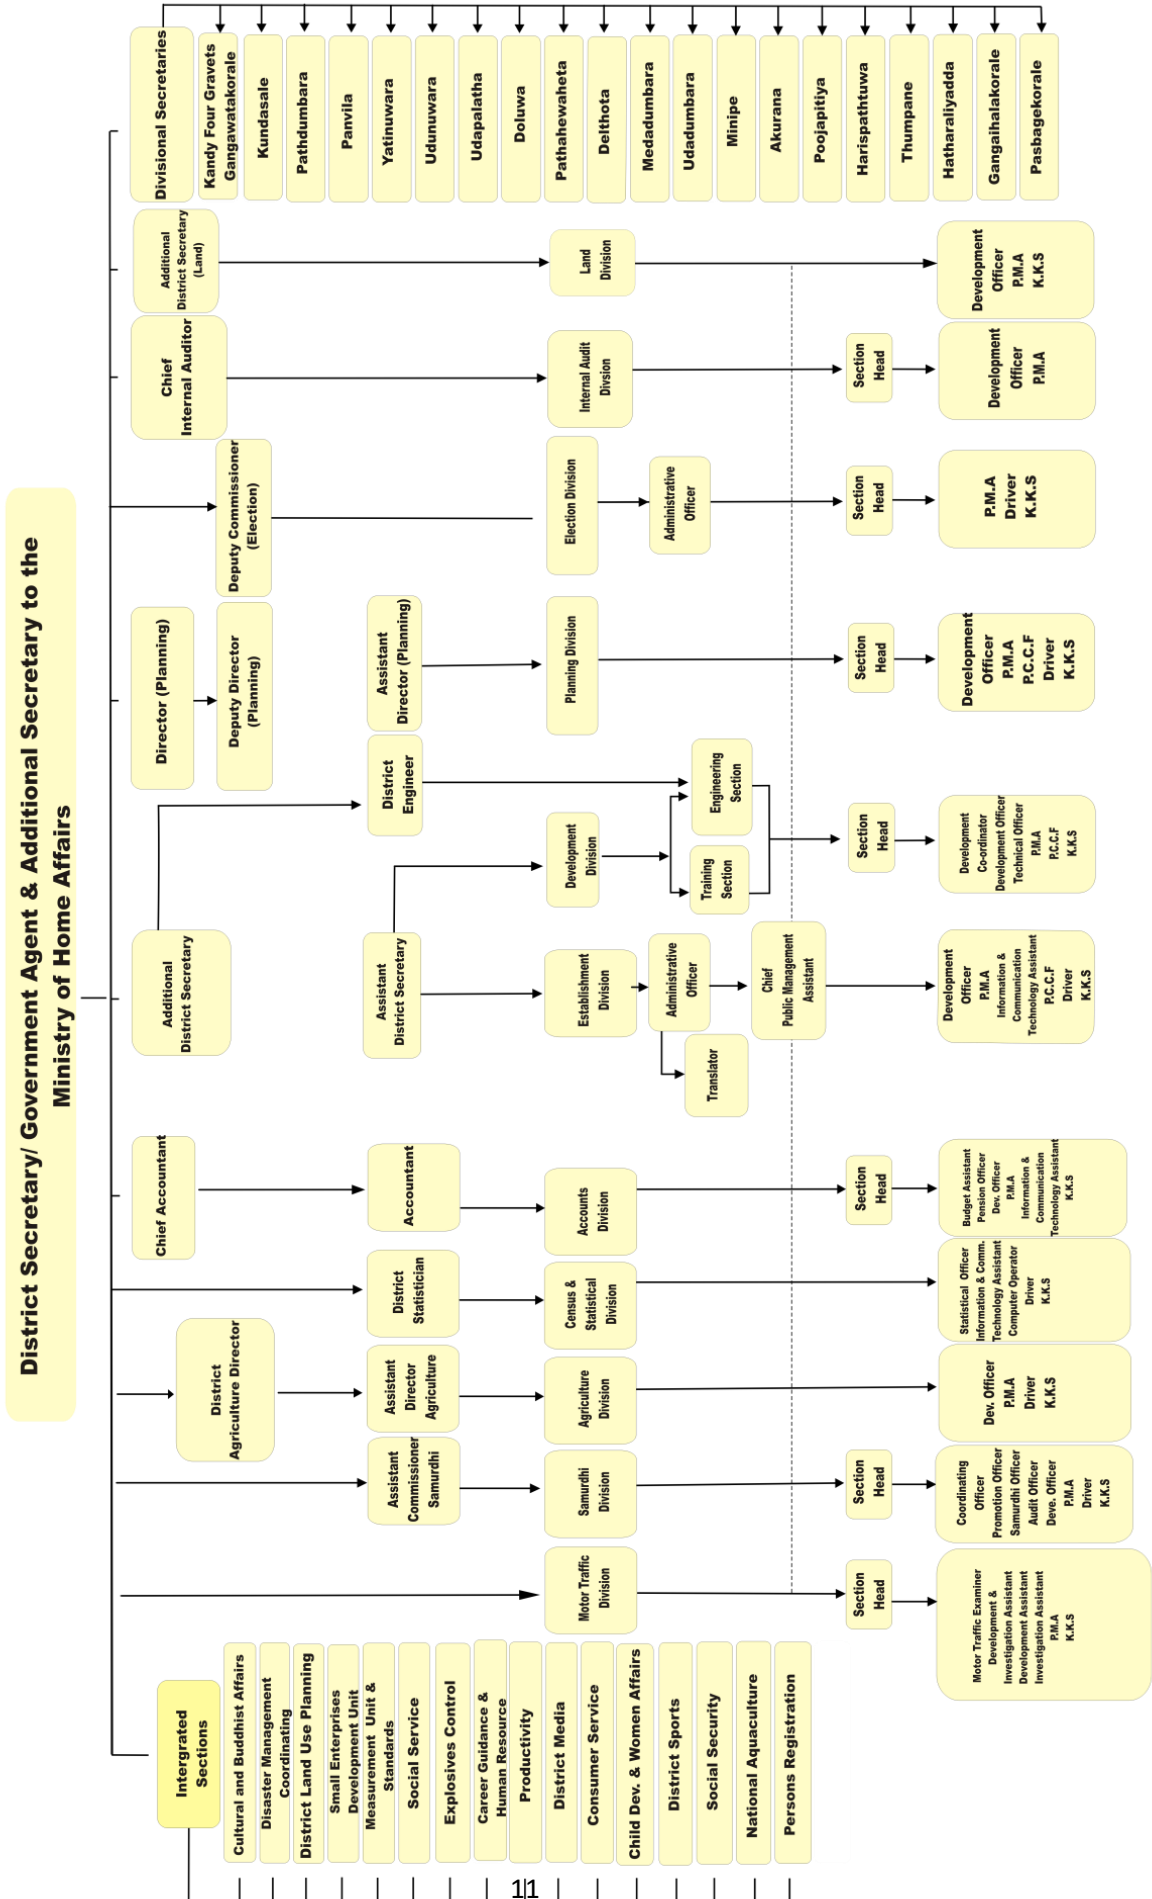 District Secretary/ Government Agent & Additional Secretary to the
Ministry of Home Affairs
Intergrated
Sections
Cultural and Buddhist Affairs
Disaster Management
Coordinating
District Land Use Planning
Small Enterprises
Development Unit
Measurement Unit &
Standards
Social Service
Explosives Control
Career Guidance &
Human Resource
Productivity
District Media
Consumer Service
Child Dev. & Women Affairs
District Sports
Social Security
National Aquaculture
Persons Registration
Motor Traffic
Division
Section
Head
Motor Traffic Examiner
Development &
Investigation Assistant
Development Assistant
Investigation Assistant
P.M.A
K.K.S
Assistant
Commissioner
Samurdhi
Samurdhi
Division
Section
Head
Coordinating
Officer
Promotion Officer
Samurdhi Officer
Audit Officer
Deve. Officer
P.M.A
Driver
K.K.S
District
Agriculture Director
Assistant
Director
Agriculture
Agriculture
Division
Dev. Officer
P.M.A
Driver
K.K.S
District
Statistician
Census &
Statistical
Division
Statistical Officer
Information & Comm.
Technology Assistant
Computer Operator
Driver
K.K.S
Chief Accountant
Accountant
Accounts
Division
Section
Head
Budget Assistant
Pension Officer
Dev. Officer
P.M.A
Information &
Communication
Technology Assistant
K.K.S
Additional
District Secretary
Assistant
District Secretary
Establishment
Division
Administrative
Officer
Translator
Chief
Public Management
Assistant
Development
Officer
P.M.A
Information &
Communication
Technology Assistant
P.C.C.F
Driver
K.K.S
District
Engineer
Development
Division
Training
Section
Engineering
Section
Section
Head
Development
Co-ordinator
Development Officer
Technical Officer
P.M.A
P.C.C.F
K.K.S
Director (Planning)
Deputy Director
(Planning)
Assistant
Director (Planning)
Planning Division
Section
Head
Development
Officer
P.M.A
P.C.C.F
Driver
K.K.S
Deputy Commissioner
(Election)
Election Division
Administrative
Officer
Section
Head
P.M.A
Driver
K.K.S
Chief
Internal Auditor
Internal Audit
Divsion
Section
Head
Development
Officer
P.M.A
Additional
District Secretary
(Land)
Land
Division
Development
Officer
P.M.A
K.K.S
Divisional Secretaries
Kandy Four Gravets
Gangawatakorale
Kundasale
Pathdumbara
Panvila
Yatinuwara
Udunuwara
Udapalatha
Doluwa
Pathahewaheta
Delthota
Medadumbara
Udadumbara
Minipe
Akurana
Poojapitiya
Harispathtuwa
Thumpane
Hatharaliyadda
Gangaihalakorale
Pasbagekorale
11